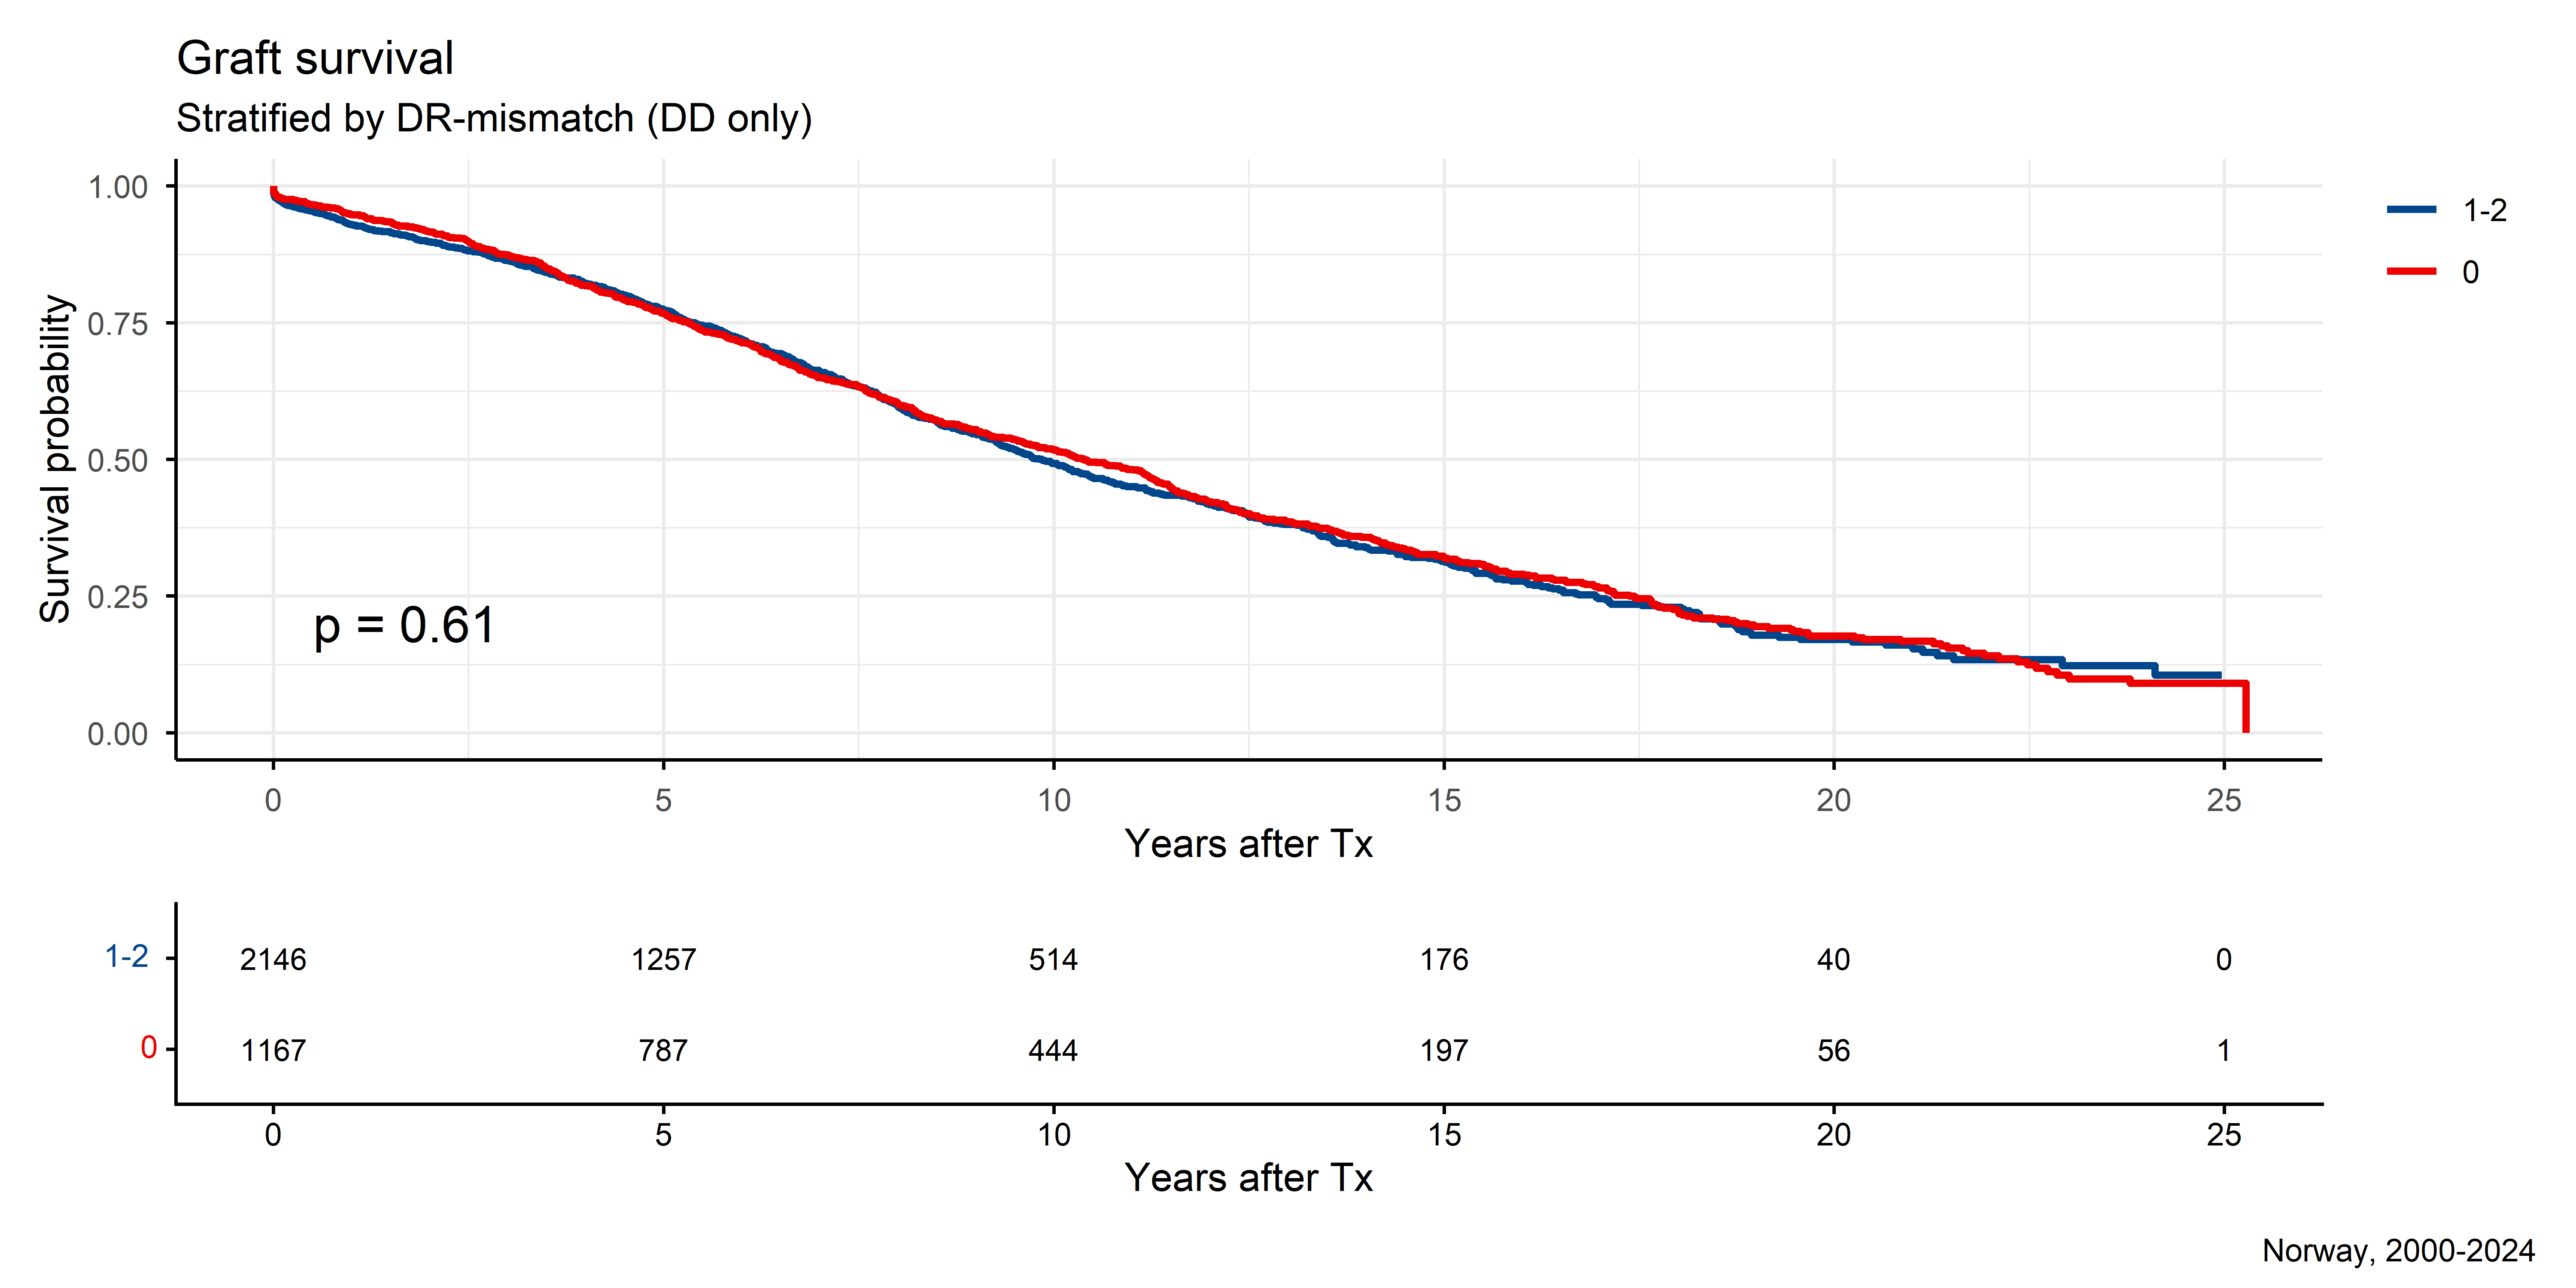 Graft survival
Stratified by DR-mismatch (DD only)
1.00
0.75
0.50
0.25
0.00
Survival probability
p = 0.61
1-2
0
0 5 10 15 20 25
Years after Tx
1-2 2146 1257 514 176 40 0
0 1167 787 444 197 56 1
0 5 10 15 20 25
Years after Tx
Norway, 2000-2024